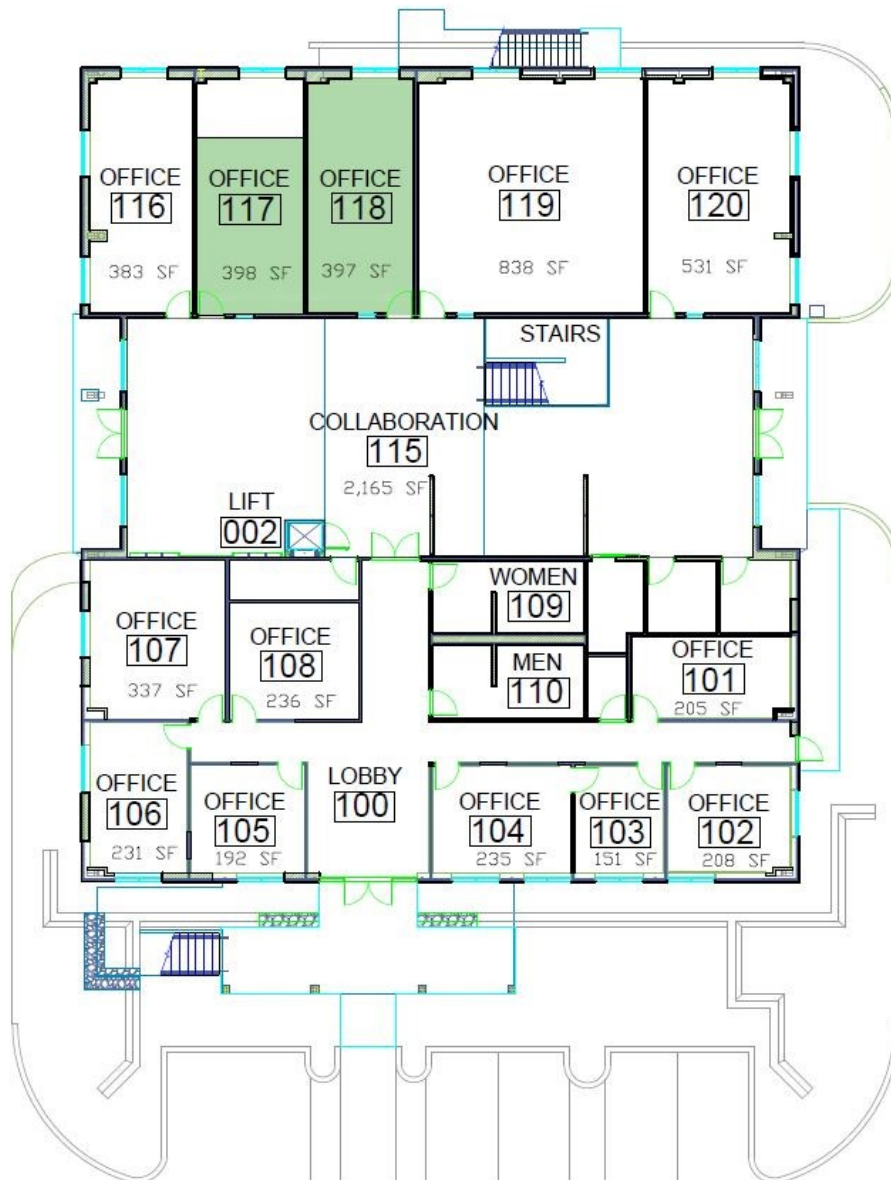 OFFICE
116
383 SF
OFFICE
117
398 SF
OFFICE
118
397 SF
OFFICE
119
838 SF
OFFICE
120
531 SF
STAIRS
COLLABORATION
115
2,165 SF
LIFT
002
OFFICE
107
337 SF
OFFICE
108
236 SF
WOMEN
109
MEN
110
OFFICE
101
205 SF
OFFICE
106
231 SF
OFFICE
105
192 SF
LOBBY
100
OFFICE
104
235 SF
OFFICE
103
151 SF
OFFICE
102
208 SF